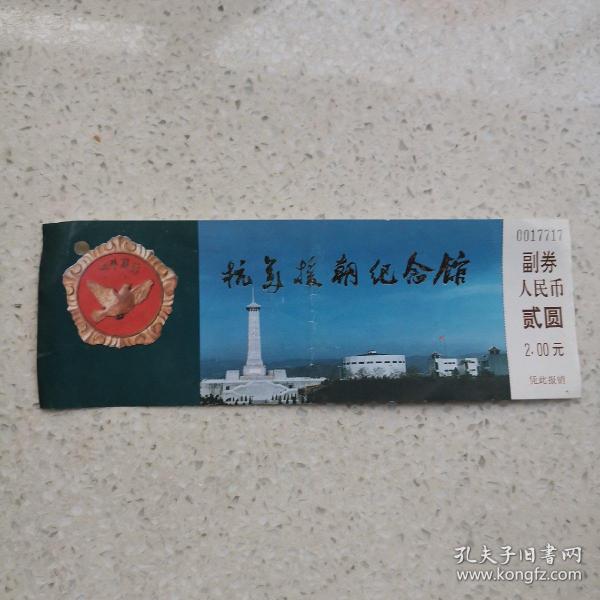 抗美援朝纪念馆
0017717
副券
人民币
贰圆
2.00元
凭此报销
孔夫子旧书网
www.kongfz.com